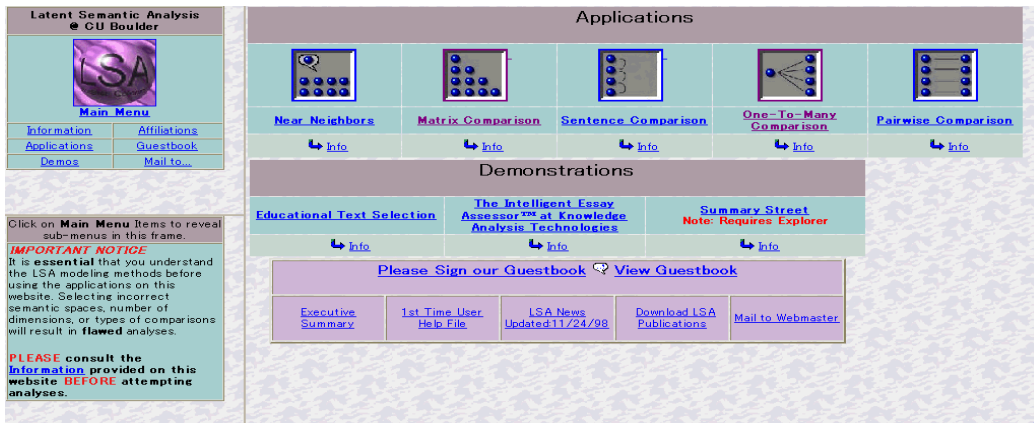 Latent Semantic Analysis
@ CU Boulder
LSA
Main Menu
Information Affiliations
Applications Guestbook
Demos Mail to...
Click on Main Menu Items to reveal
sub-menus in this frame.
IMPORTANT NOTICE
It is essential that you understand
the LSA modeling methods before
using the applications on this
website. Selecting incorrect
semantic spaces, number of
dimensions, or types of comparisons
will result in flawed analyses.
PLEASE consult the
Information provided on this
website BEFORE attempting
analyses.
Applications
Near Neighbors
Matrix Comparison
Sentence Comparison
One-To-Many
Comparison
Pairwise Comparison
Info Info Info Info Info
Demonstrations
Educational Text Selection
The Intelligent Essay
Assessor™ at Knowledge
Analysis Technologies
Summary Street
Note: Requires Explorer
Info Info Info
Please Sign our Guestbook View Guestbook
Executive
Summary
1st Time User
Help File
LSA News
Updated:11/24/98
Download LSA
Publications
Mail to Webmaster